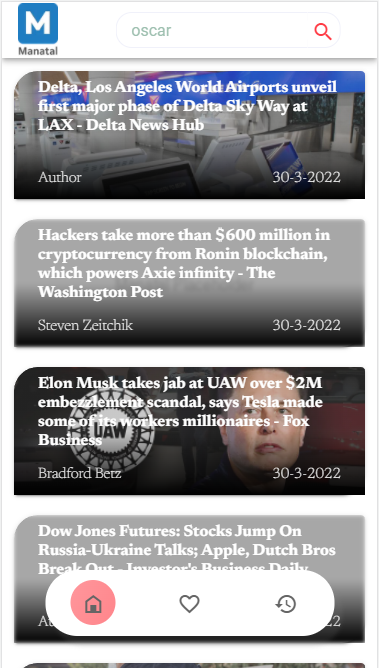 M
Manatal
oscar
Delta, Los Angeles World Airports unveil
first major phase of Delta Sky Way at
LAX - Delta News Hub
Author
30-3-2022
Hackers take more than $600 million in
cryptocurrency from Ronin blockchain,
which powers Axie infinity - The
Washington Post
Steven Zeitchik
30-3-2022
Elon Musk takes jab at UAW over $2M
embezzlement scandal, says Tesla made
some of its workers millionaires - Fox
Business
UAW
Bradford Betz
30-3-2022
Dow Jones Futures: Stocks Jump On
Russia-Ukraine Talks; Apple, Dutch Bros
Break Out - Investor's Business Daily